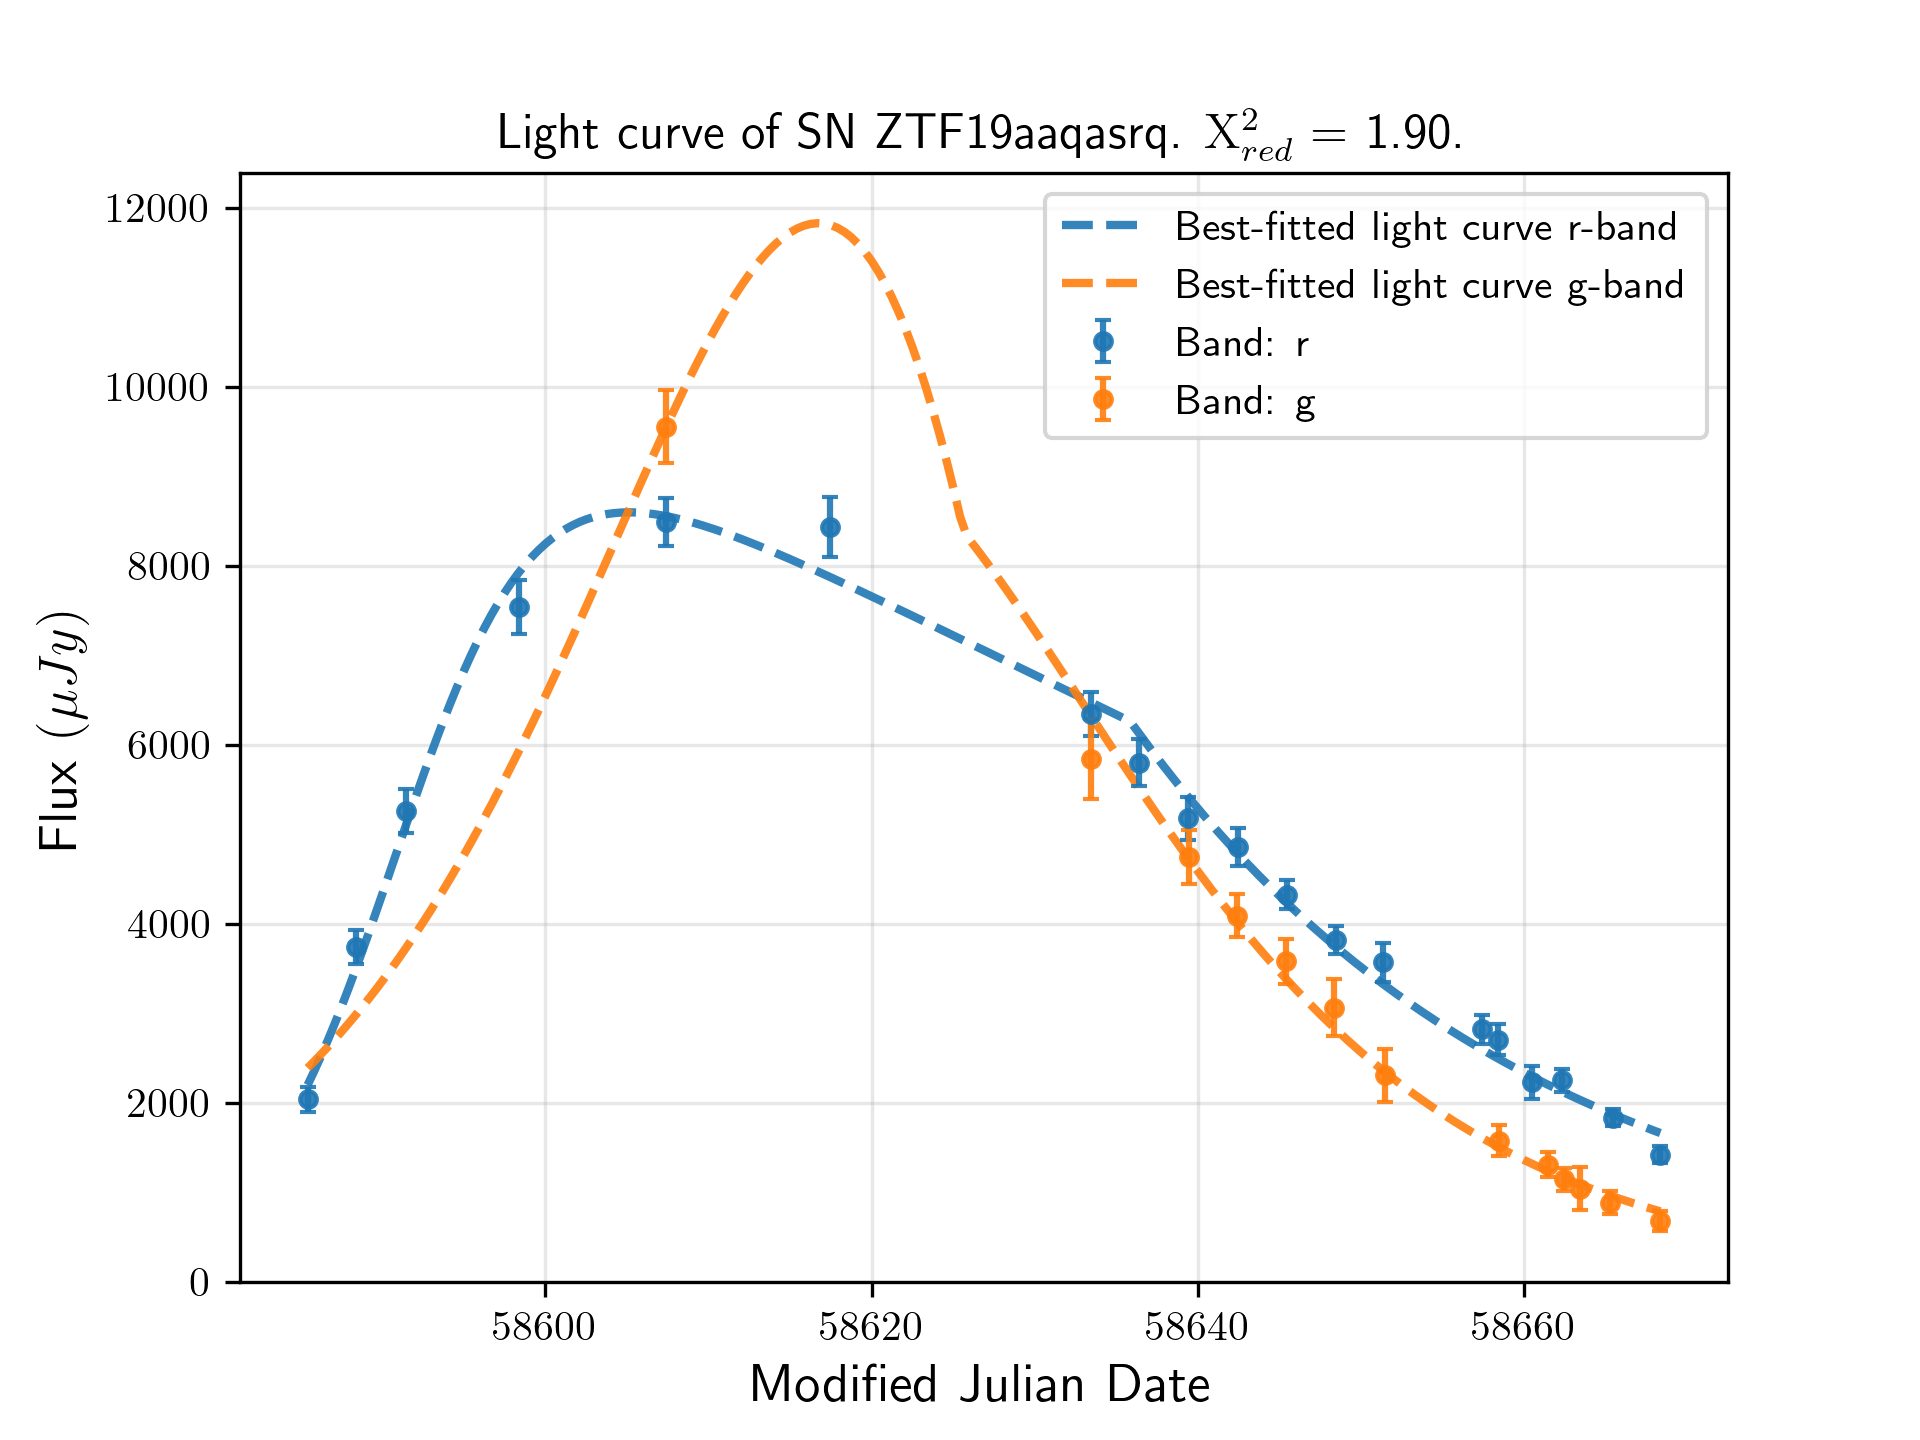 Light curve of SN ZTF19aaqasrq. X²_red = 1.90.
12000
10000
8000
6000
4000
2000
0
Flux (μJy)
Best-fitted light curve r-band
Best-fitted light curve g-band
Band: r
Band: g
58600 58620 58640 58660
Modified Julian Date